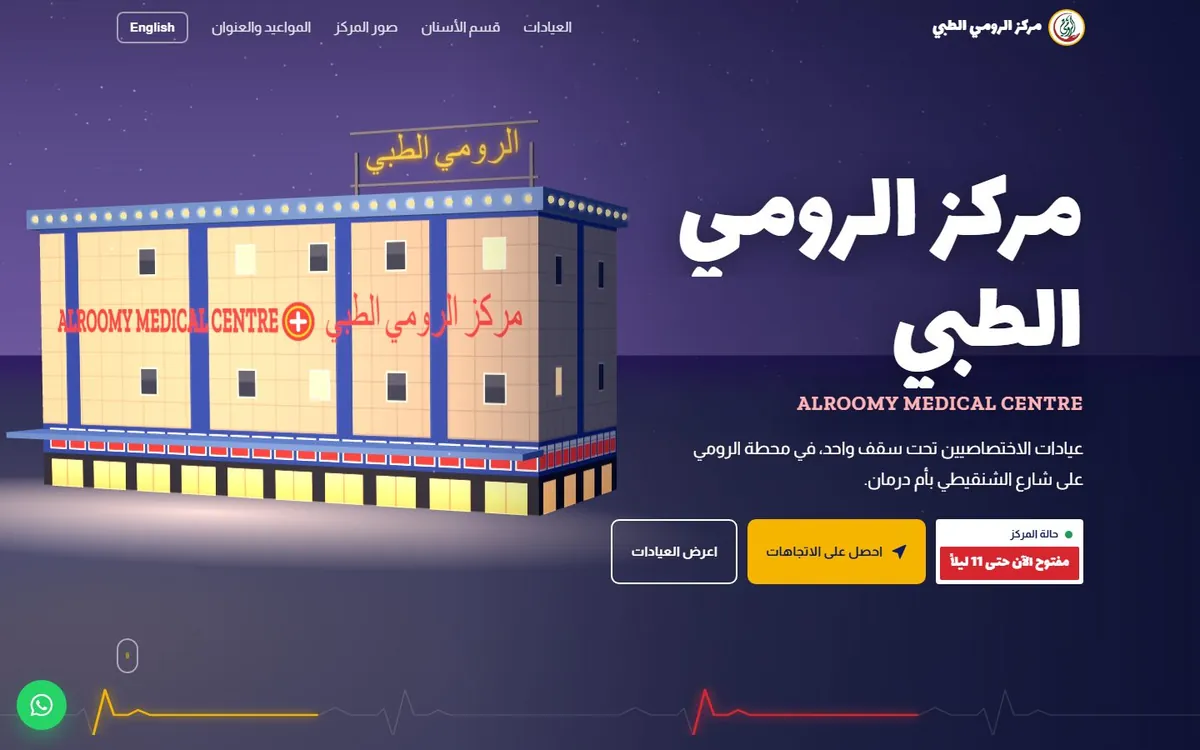 مركز الرومي الطبي
العيادات
قسم الأسنان
صور المركز
المواعيد والعنوان
English
الرومي الطبي
مركز الرومي الطبي
ALROOMY MEDICAL CENTRE
مركز الرومي
الطبي
ALROOMY MEDICAL CENTRE
عيادات الاختصاصيين تحت سقف واحد، في محطة الرومي
على شارع الشنقيطي بأم درمان.
حالة المركز
مفتوح الآن حتى 11 ليلاً
احصل على الاتجاهات
اعرض العيادات